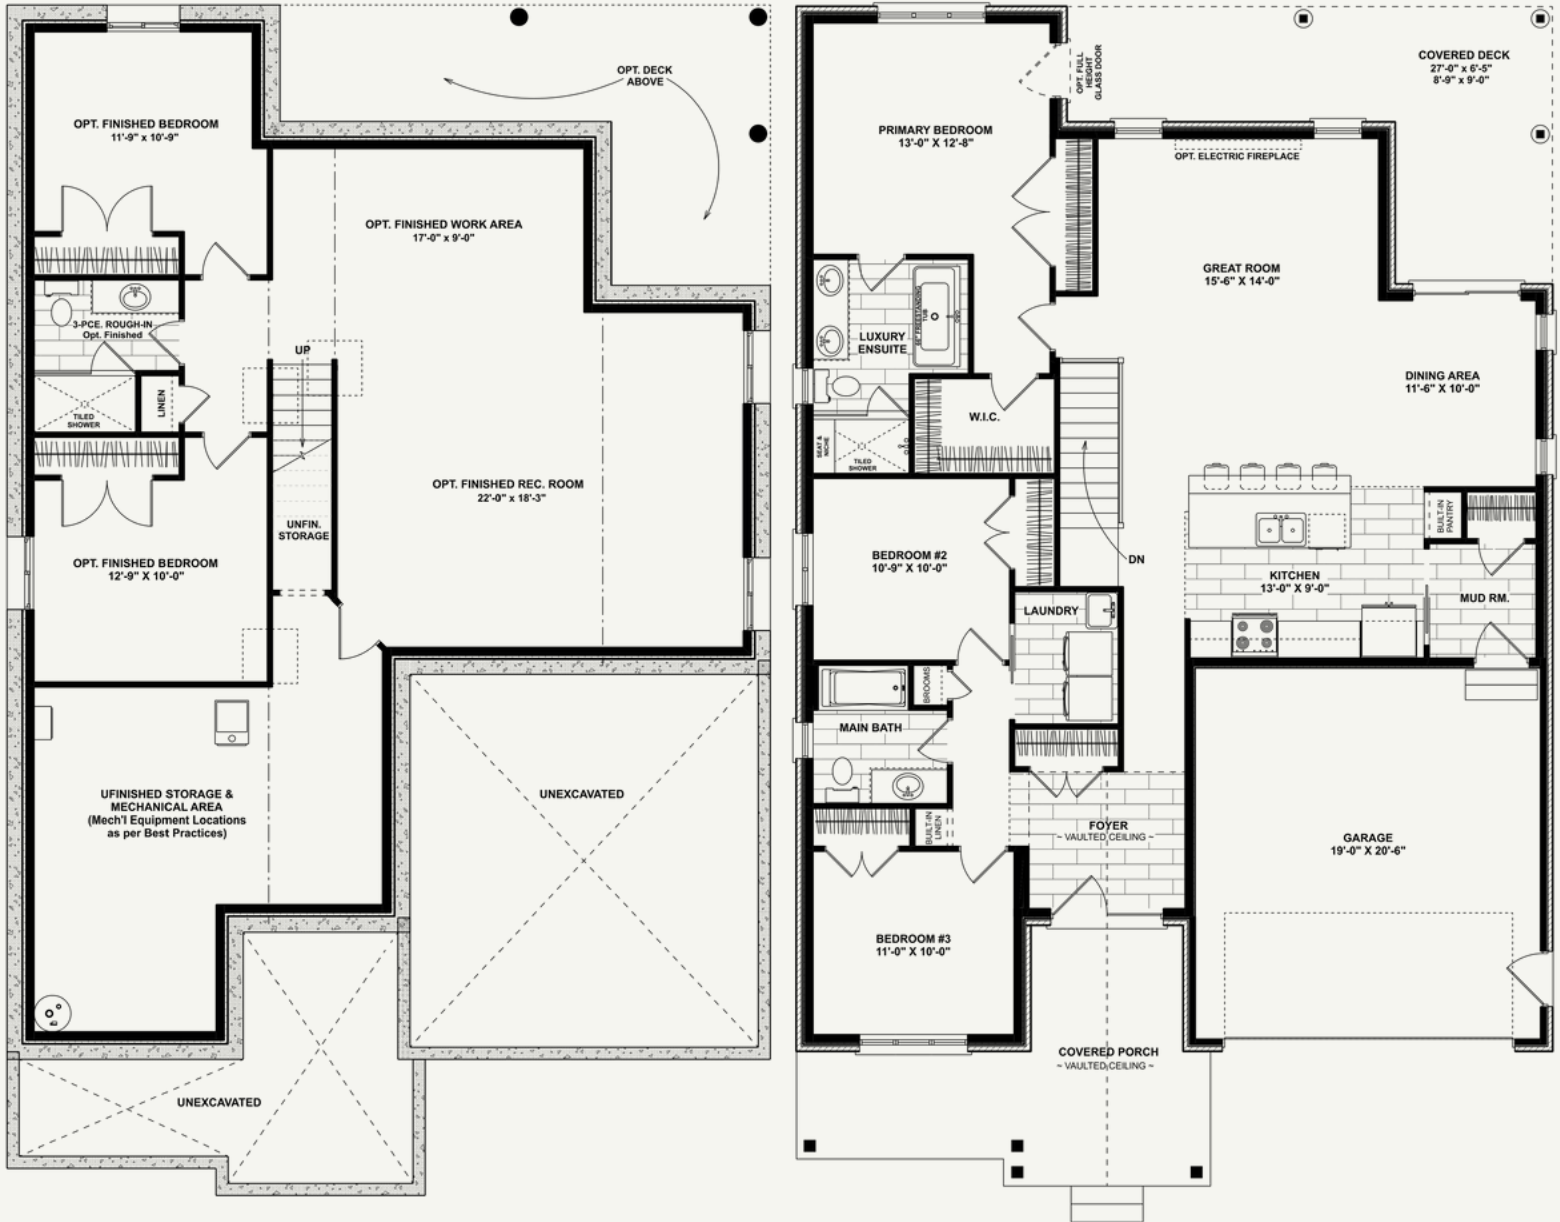 OPT. DECK
ABOVE
OPT. FINISHED BEDROOM
11'-9" x 10'-9"
OPT. FINISHED WORK AREA
17'-0" x 9'-0"
3-PCE. ROUGH-IN
Opt. Finished
UP
LINEN
TILED
SHOWER
OPT. FINISHED REC. ROOM
22'-0" x 18'-3"
UNFIN.
STORAGE
OPT. FINISHED BEDROOM
12'-9" X 10'-0"
UFINISHED STORAGE &
MECHANICAL AREA
(Mech'l Equipment Locations
as per Best Practices)
UNEXCAVATED
UNEXCAVATED
COVERED DECK
27'-0" x 6'-5"
8'-9" x 9'-0"
OPT. FULL
HEIGHT
GLASS DOOR
PRIMARY BEDROOM
13'-0" X 12'-8"
OPT. ELECTRIC FIREPLACE
GREAT ROOM
15'-6" X 14'-0"
LUXURY
ENSUITE
66" FREESTANDING
TUB
DINING AREA
11'-6" X 10'-0"
W.I.C.
SEAT &
NICHE
TILED
SHOWER
BUILT-IN
PANTRY
BEDROOM #2
10'-9" X 10'-0"
DN
KITCHEN
13'-0" X 9'-0"
MUD RM.
LAUNDRY
BROOMS
MAIN BATH
BUILT-IN
LINEN
FOYER
~ VAULTED CEILING ~
GARAGE
19'-0" X 20'-6"
BEDROOM #3
11'-0" X 10'-0"
COVERED PORCH
~ VAULTED CEILING ~